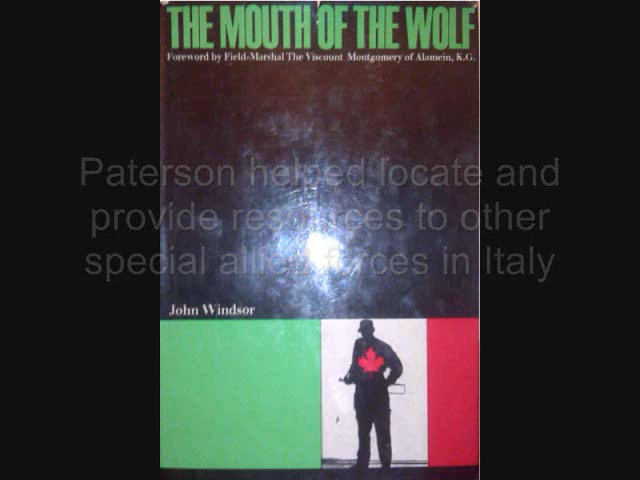 THE MOUTH OF THE WOLF
Foreword by Field-Marshal The Viscount Montgomery of Alamein, K.G.
Paterson helped locate and
provide resources to other
special allied forces in Italy
John Windsor